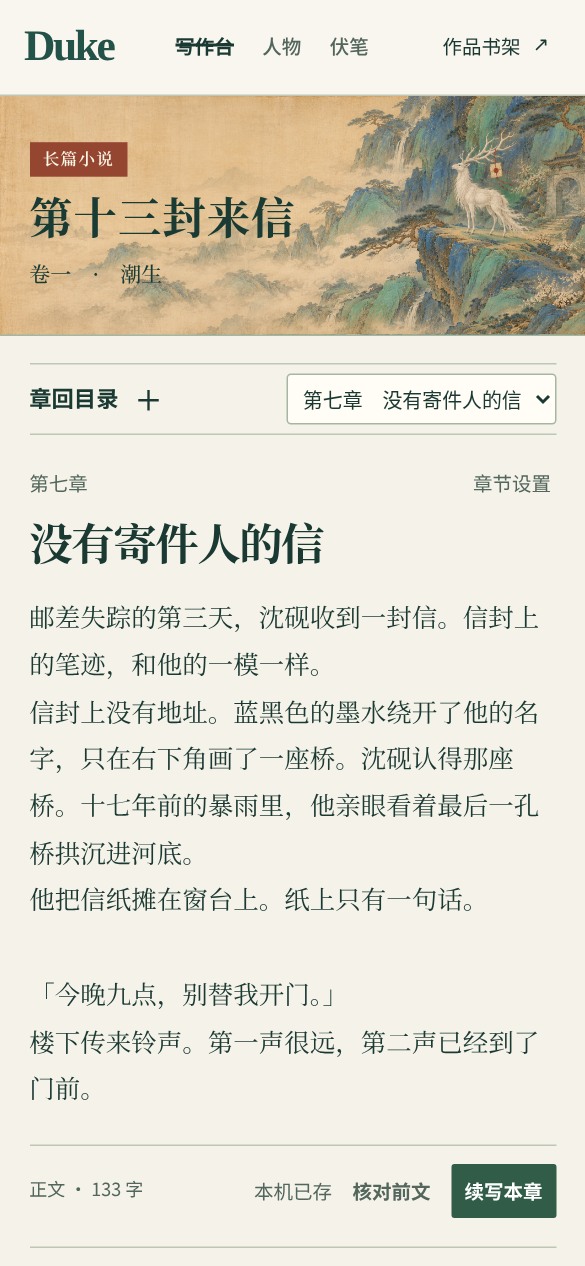 Duke 写作台 人物 伏笔 作品书架 ↗
长篇小说
第十三封来信
卷一 · 潮生
章回目录 + 第七章 没有寄件人的信
第七章 章节设置
没有寄件人的信
邮差失踪的第三天，沈砚收到一封信。信封上
的笔迹，和他的一模一样。
信封上没有地址。蓝黑色的墨水绕开了他的名
字，只在右下角画了一座桥。沈砚认得那座
桥。十七年前的暴雨里，他亲眼看着最后一孔
桥拱沉进河底。
他把信纸摊在窗台上。纸上只有一句话。
「今晚九点，别替我开门。」
楼下传来铃声。第一声很远，第二声已经到了
门前。
正文 · 133 字 本机已存 核对前文 续写本章